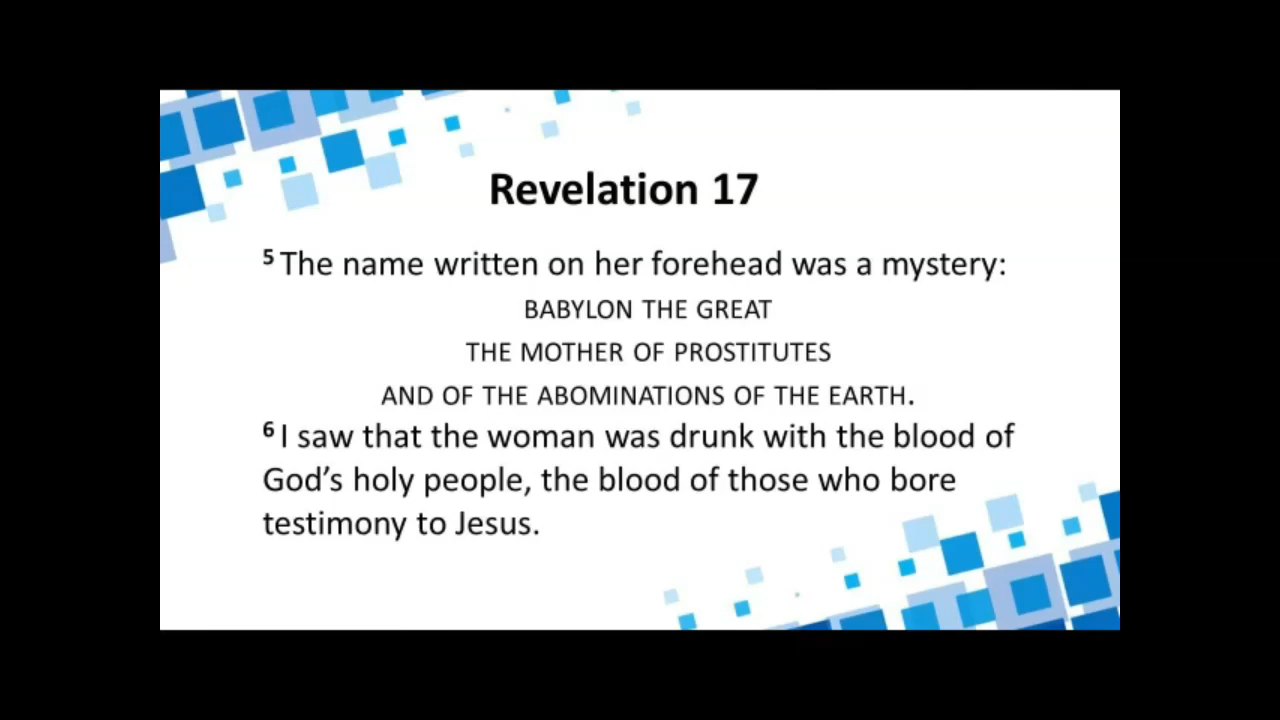 Revelation 17
5 The name written on her forehead was a mystery:
BABYLON THE GREAT
THE MOTHER OF PROSTITUTES
AND OF THE ABOMINATIONS OF THE EARTH.
6 I saw that the woman was drunk with the blood of
God’s holy people, the blood of those who bore
testimony to Jesus.